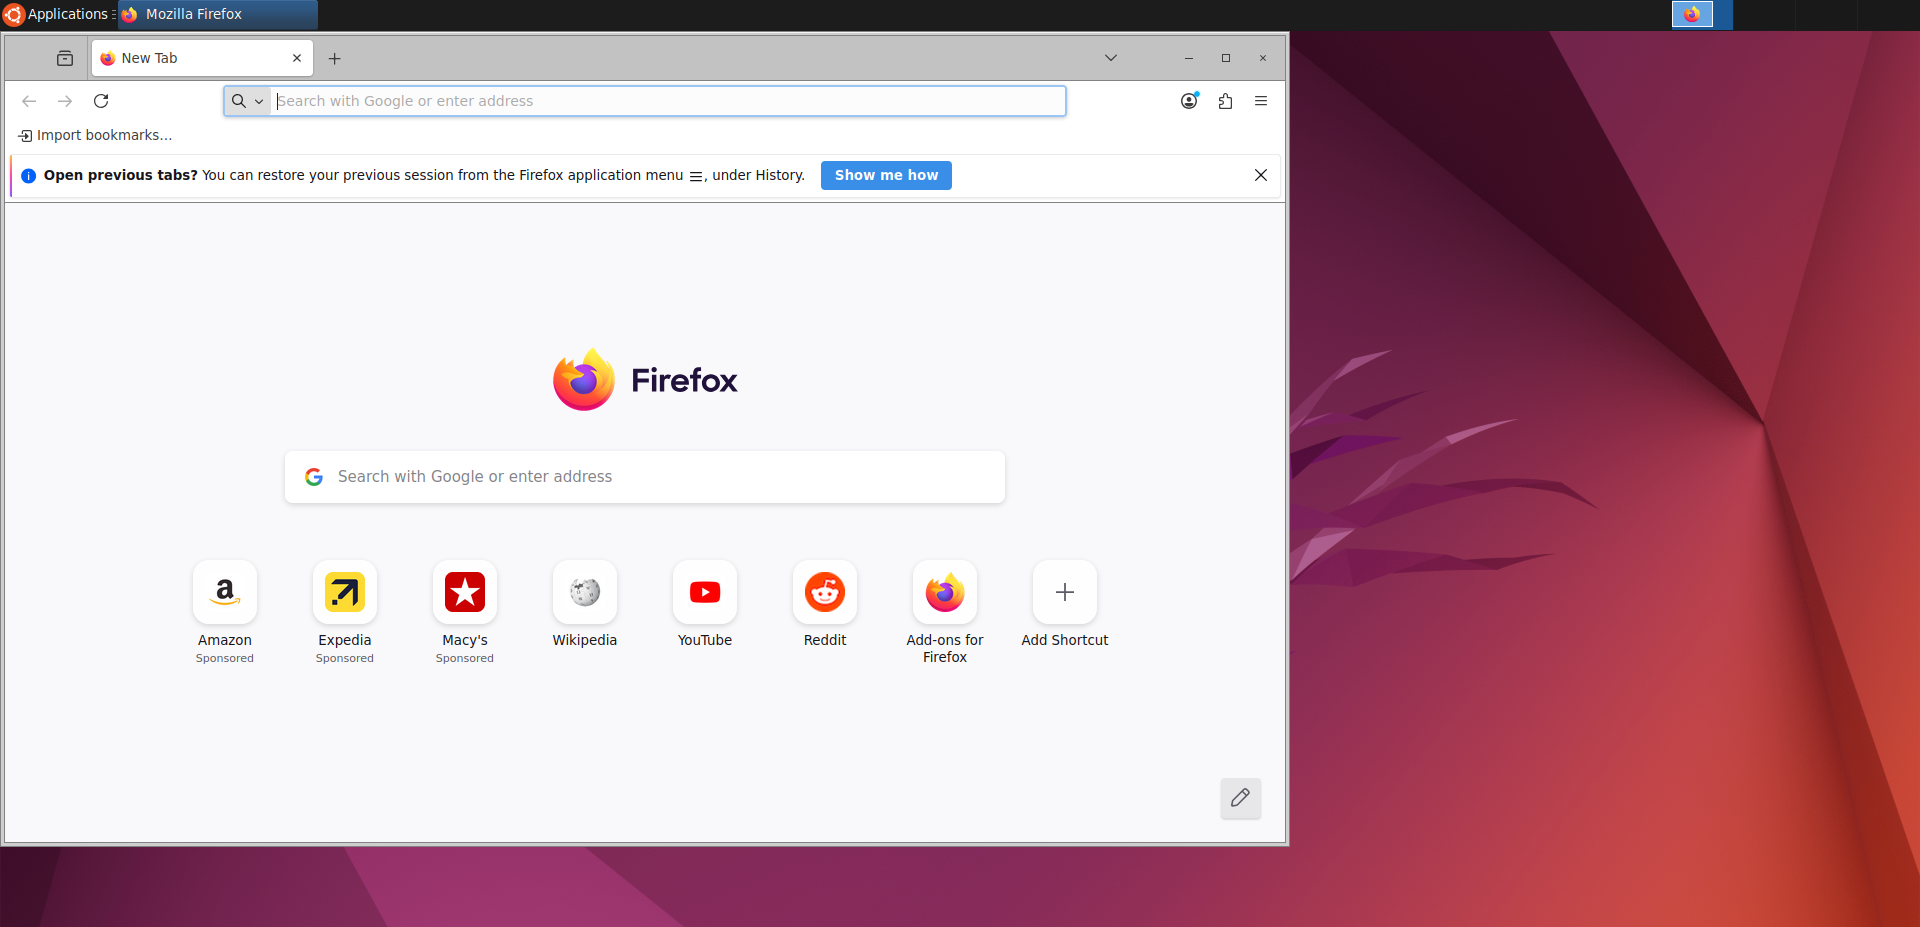 Applications
Mozilla Firefox
New Tab
Search with Google or enter address
Import bookmarks...
Open previous tabs? You can restore your previous session from the Firefox application menu ≡, under History.
Show me how
Firefox
Search with Google or enter address
Amazon
Sponsored
Expedia
Sponsored
Macy's
Sponsored
Wikipedia
YouTube
Reddit
Add-ons for
Firefox
Add Shortcut